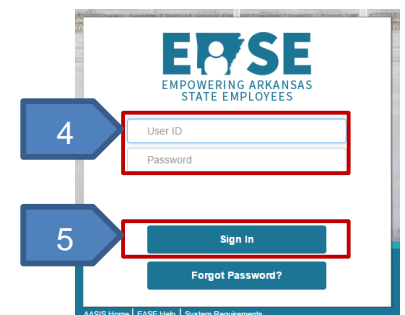 EASE
EMPOWERING ARKANSAS
STATE EMPLOYEES
4
User ID
Password
5
Sign In
Forgot Password?
AASIS Home | EASE Help | System Requirements